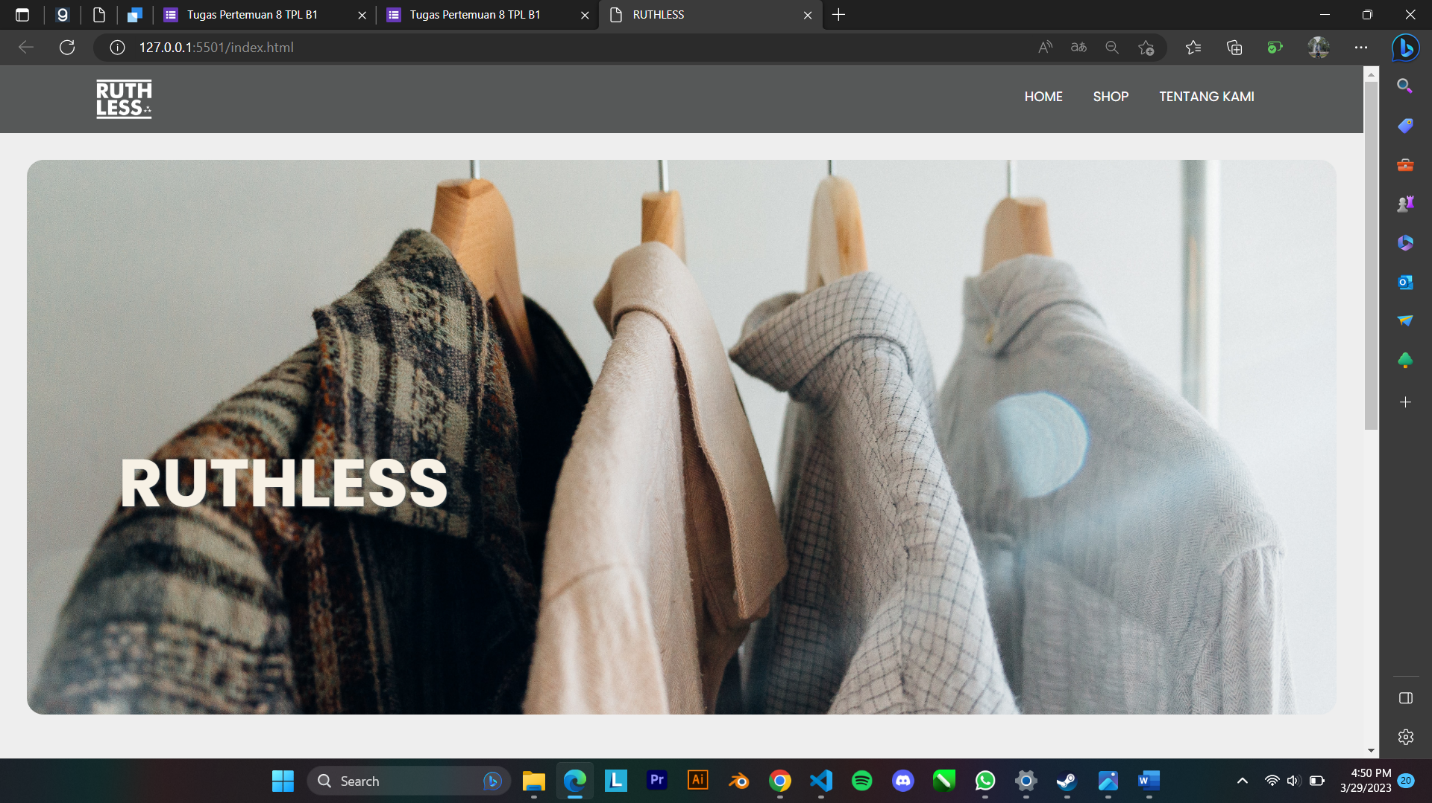 Tugas Pertemuan 8 TPL B1
Tugas Pertemuan 8 TPL B1
RUTHLESS
127.0.0.1:5501/index.html
RUTH
LESS
HOME
SHOP
TENTANG KAMI
RUTHLESS
Search
4:50 PM
3/29/2023
20